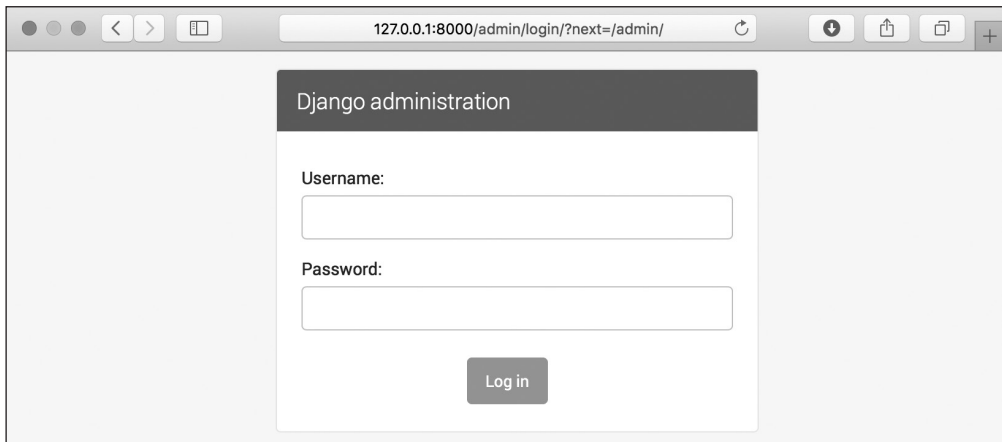 127.0.0.1:8000/admin/login/?next=/admin/
Django administration
Username:
Password:
Log in